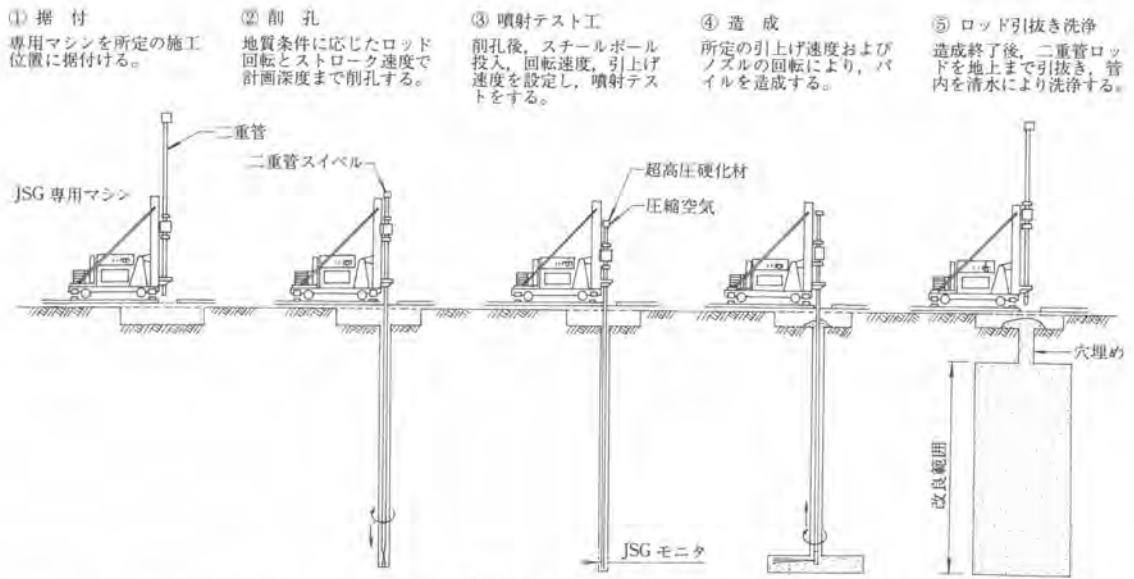 ① 据 付
専用マシンを所定の施工
位置に据付ける。
② 削 孔
地質条件に応じたロッド
回転とストローク速度で
計画深度まで削孔する。
③ 噴射テスト工
削孔後，スチールボール
投入，回転速度，引上げ
速度を設定し，噴射テス
トをする。
④ 造 成
所定の引上げ速度および
ノズルの回転により，パ
イルを造成する。
⑤ ロッド引抜き洗浄
造成終了後，二重管ロッ
ドを地上まで引抜き，管
内を清水により洗浄する。
二重管
JSG 専用マシン
二重管スイベル
超高圧硬化材
圧縮空気
JSG モニタ
穴埋め
改良範囲